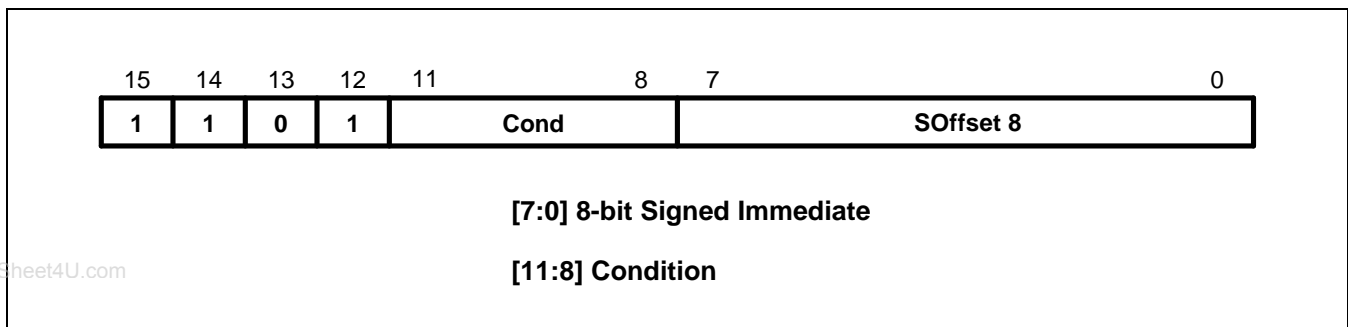 15 14 13 12 11 8 7 0
1 1 0 1 Cond SOffset 8
[7:0] 8-bit Signed Immediate
[11:8] Condition
heet4U.com